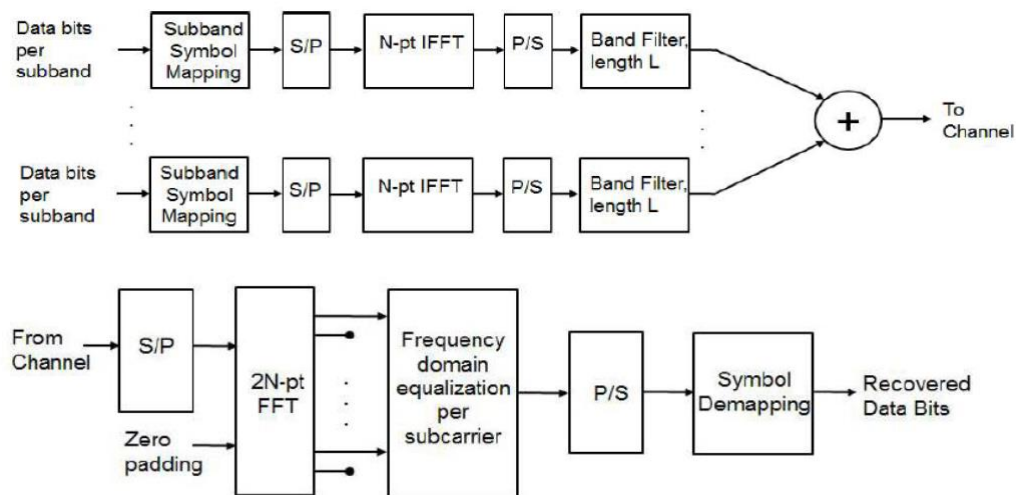 Data bits
per
subband
Subband
Symbol
Mapping
S/P
N-pt IFFT
P/S
Band Filter,
length L
+
To
Channel
Data bits
per
subband
Subband
Symbol
Mapping
S/P
N-pt IFFT
P/S
Band Filter,
length L
From
Channel
S/P
Zero
padding
2N-pt
FFT
Frequency
domain
equalization
per
subcarrier
P/S
Symbol
Demapping
Recovered
Data Bits